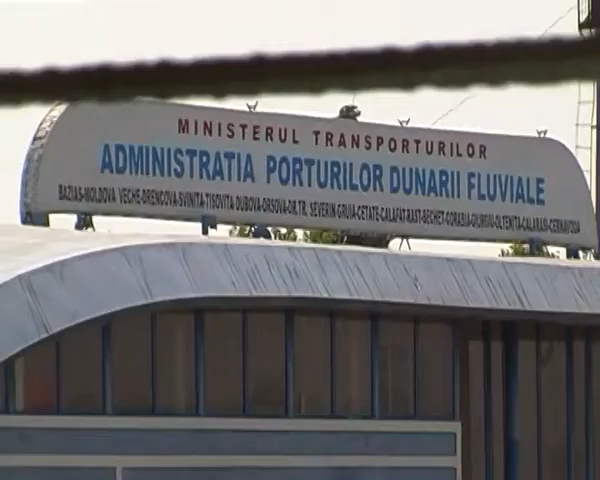 MINISTERUL TRANSPORTURILOR
ADMINISTRATIA PORTURILOR DUNARII FLUVIALE
BAZIAS-MOLDOVA VECHE-DRENCOVA-SVINITA-TISOVITA-DUBOVA-ORSOVA-DR.TR. SEVERIN-GRUIA-CETATE-CALAFAT-RAST-BECHET-CORABIA-GIURGIU-OLTENITA-CALARASI-CERNAVODA